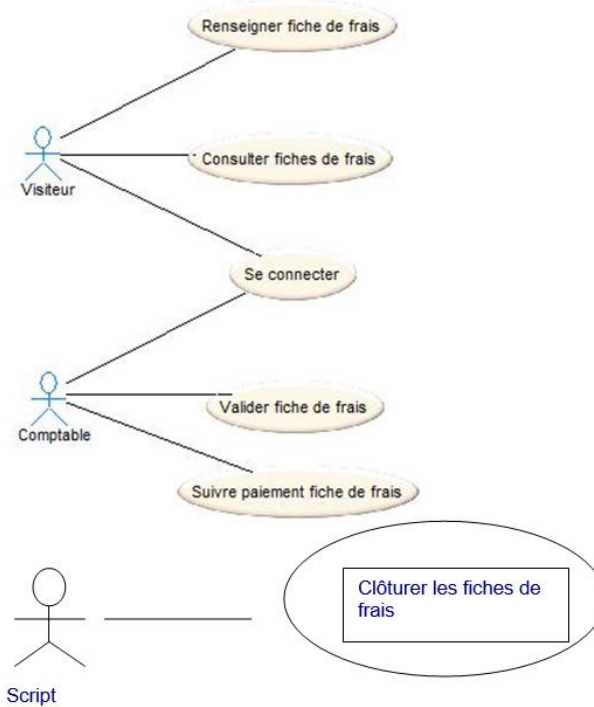 Renseigner fiche de frais
Visiteur
Consulter fiches de frais
Se connecter
Comptable
Valider fiche de frais
Suivre paiement fiche de frais
Clôturer les fiches de
frais
Script